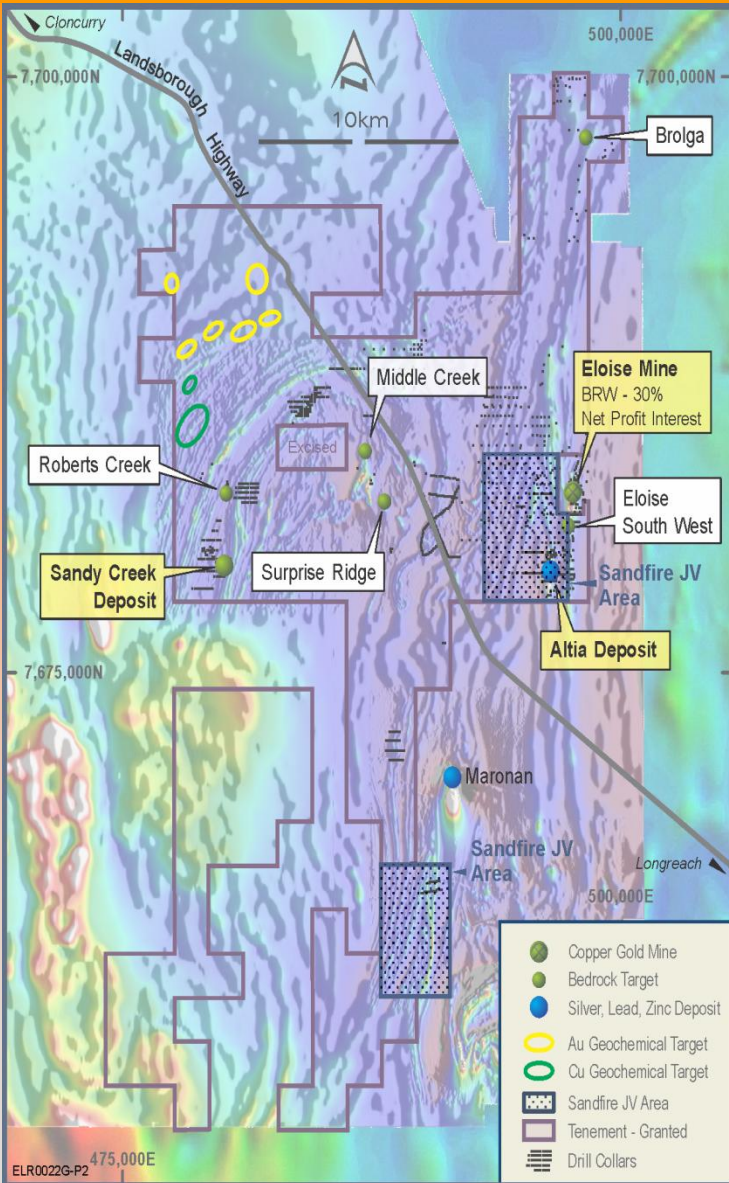 Cloncurry
500,000E
7,700,000N
7,700,000N
Landsborough
Highway
10km
Brolga
Eloise Mine
BRW - 30%
Net Profit Interest
Middle Creek
Excised
Roberts Creek
Eloise
South West
Surprise Ridge
Sandy Creek
Deposit
Sandfire JV
Area
Altia Deposit
7,675,000N
Maronan
Sandfire JV
Area
Longreach
500,000E
Copper Gold Mine
Bedrock Target
Silver, Lead, Zinc Deposit
Au Geochemical Target
Cu Geochemical Target
Sandfire JV Area
Tenement - Granted
Drill Collars
ELR0022G-P2
475,000E